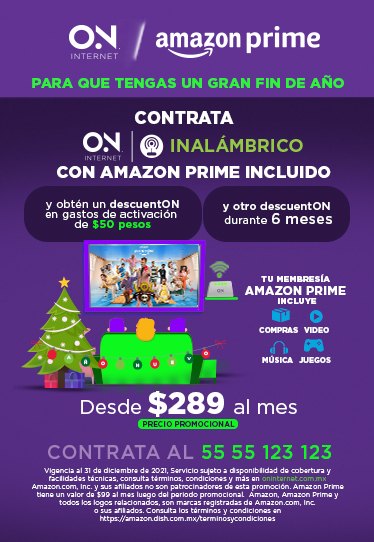 ON INTERNET / amazon prime
PARA QUE TENGAS UN GRAN FIN DE AÑO
CONTRATA
ON INTERNET | INALÁMBRICO
CON AMAZON PRIME INCLUIDO
y obtén un descuentON
en gastos de activación
de $50 pesos
y otro descuentON
durante 6 meses
TU MEMBRESÍA
AMAZON PRIME
INCLUYE
COMPRAS VIDEO
MÚSICA JUEGOS
Desde $289 al mes
PRECIO PROMOCIONAL
CONTRATA AL 55 55 123 123
Vigencia al 31 de diciembre de 2021, Servicio sujeto a disponibilidad de cobertura y
facilidades técnicas, consulta términos, condiciones y más en oninternet.com.mx
Amazon.com, Inc. y sus afiliados no son patrocinadores de esta promoción. Amazon Prime
tiene un valor de $99 al mes luego del periodo promocional. Amazon, Amazon Prime y
todos los logos relacionados, son marcas registradas de Amazon.com, Inc.
o sus afiliados. Consulta los términos y condiciones en
https://amazon.dish.com.mx/terminosycondiciones